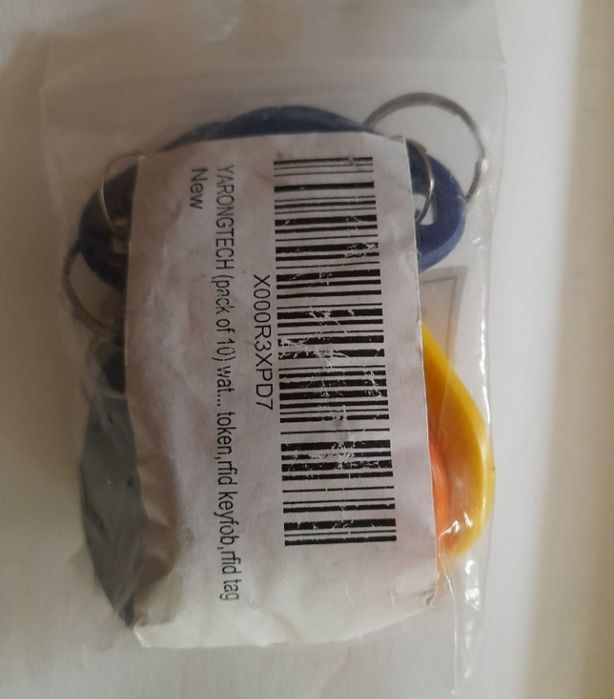 X000R3XPD7
YARONGTECH (pack of 10) wat... token,rfid keyfob,rfid tag
New